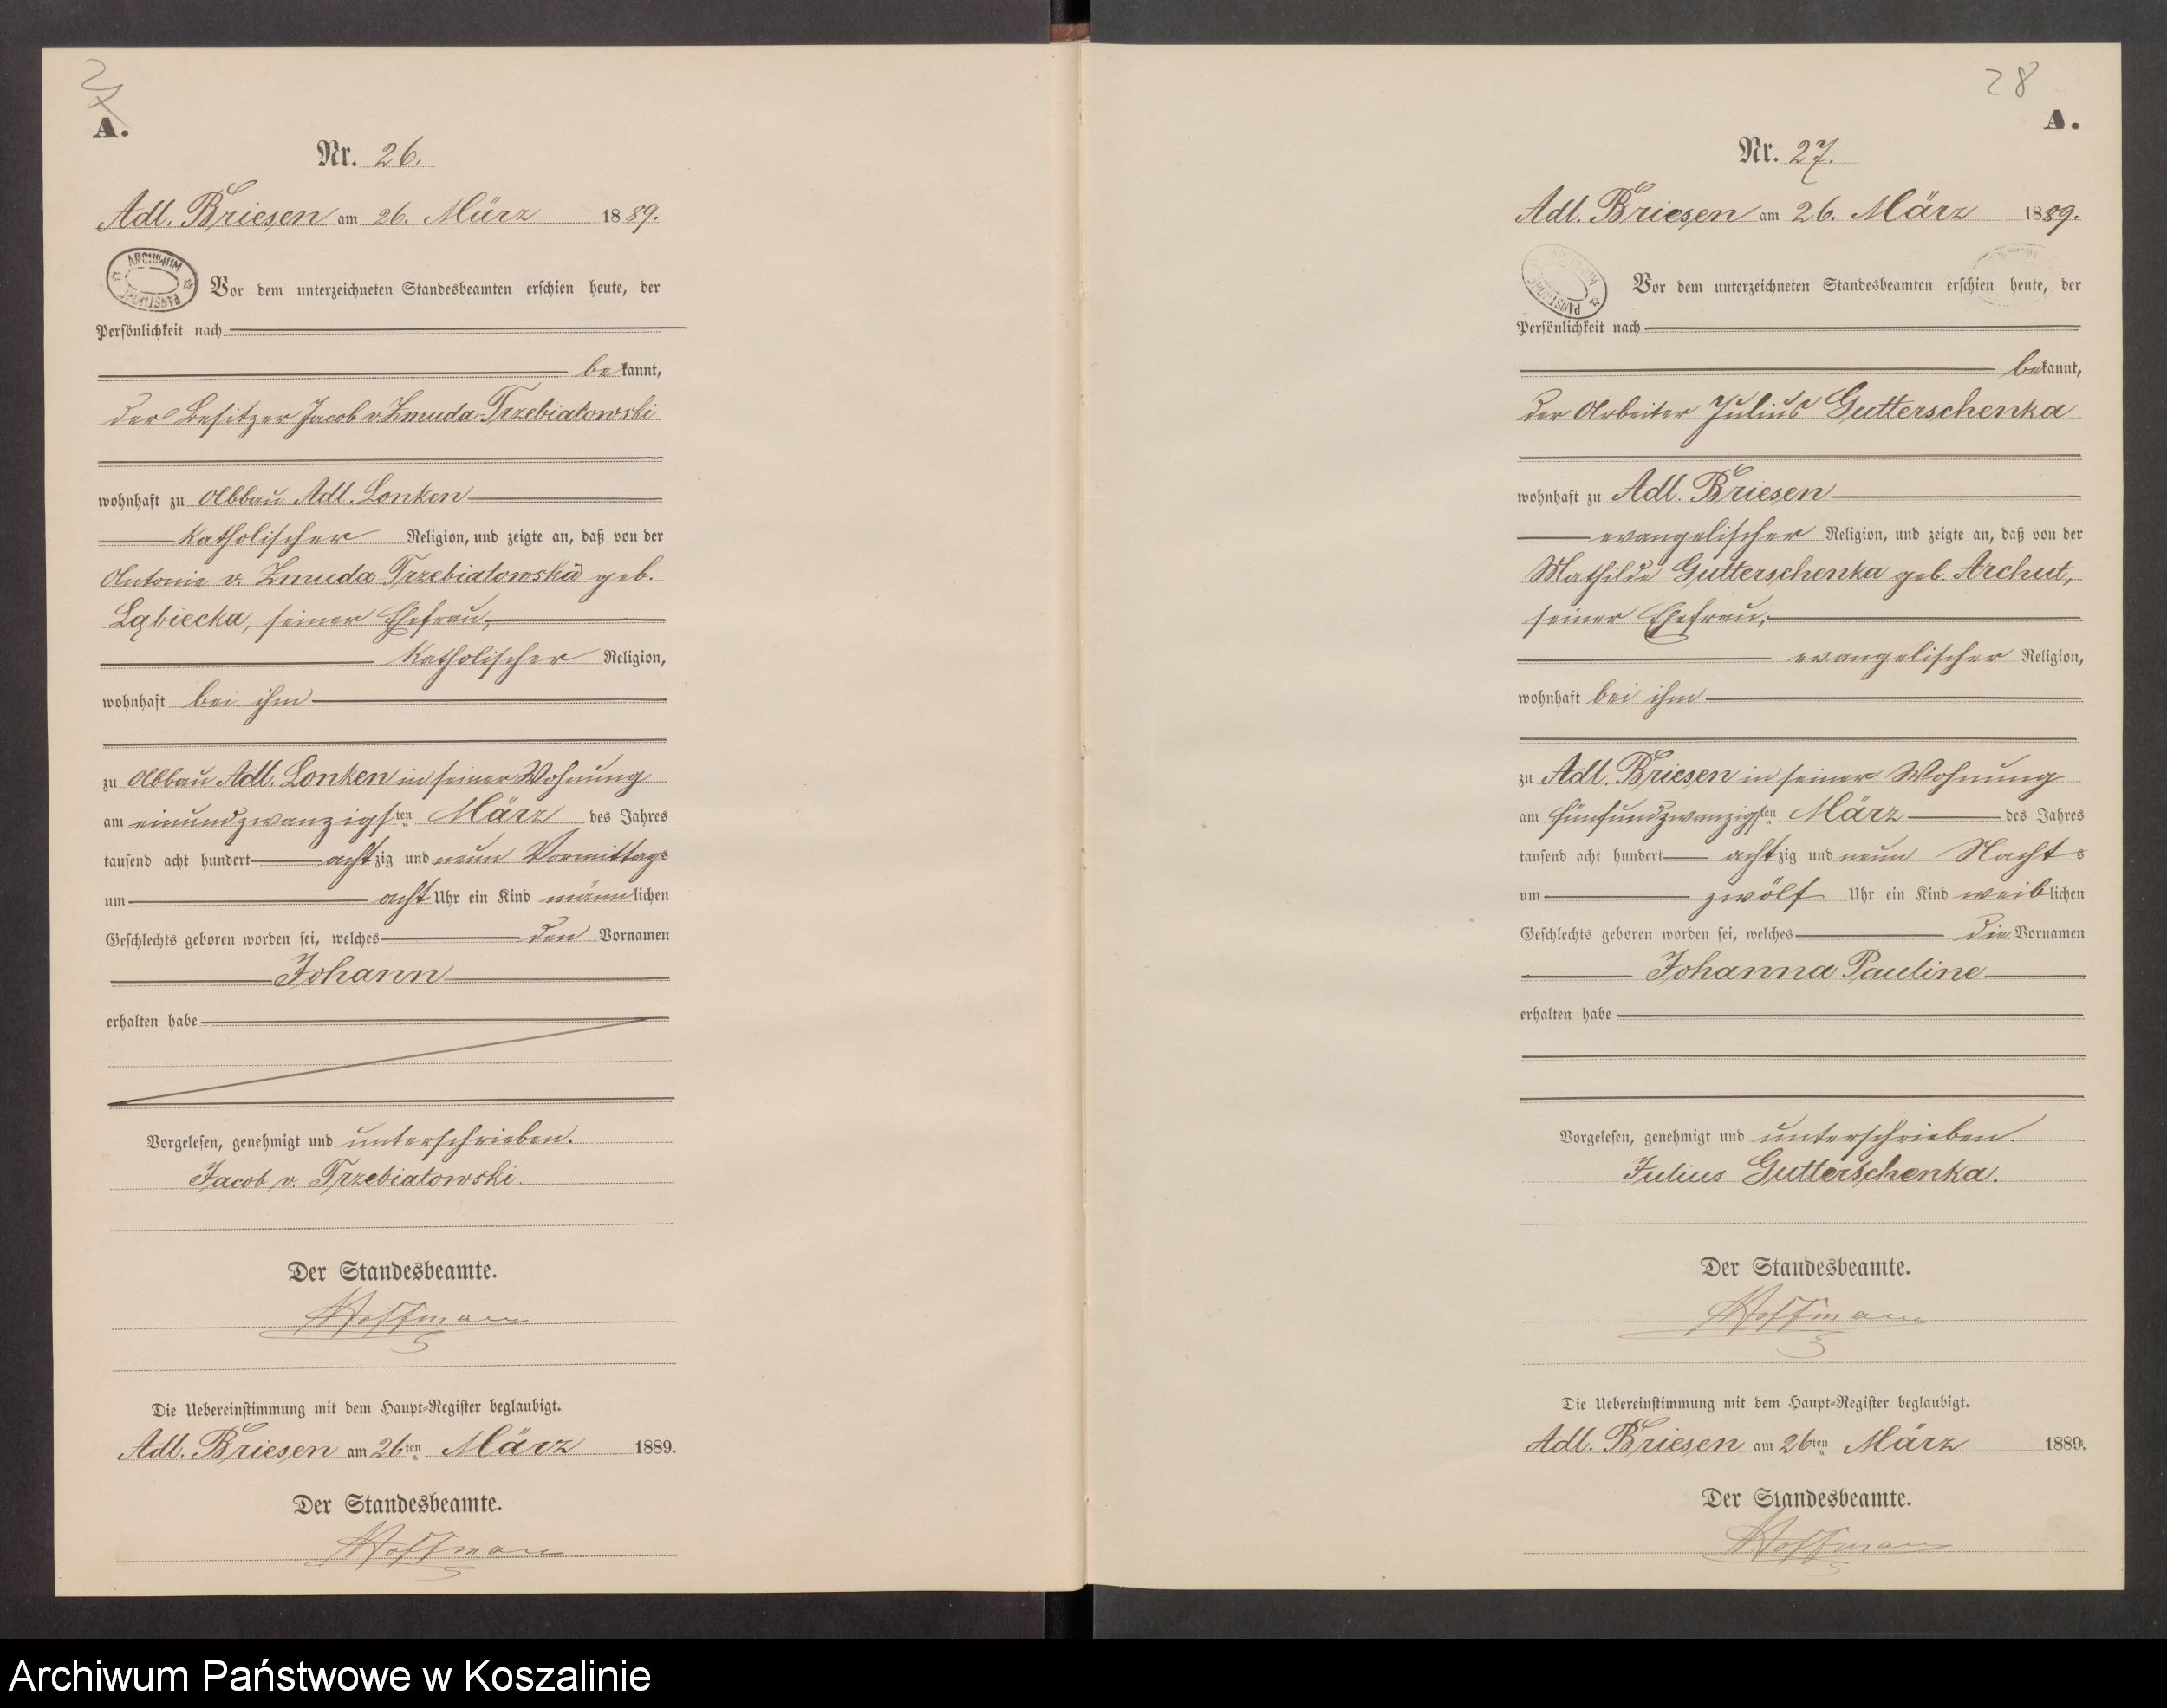 A.
Nr. 26.
Adl. Briesen am 26. März 1889.
ARCHIWUM PAŃSTWOWE
Vor dem unterzeichneten Standesbeamten erschien heute, der
Persönlichkeit nach
bekannt,
der Besitzer Jacob v. Zmuda-Trzebiatowski
wohnhaft zu Abbau Adl. Lonken
katholischer Religion, und zeigte an, daß von der
Antonie v. Zmuda Trzebiatowska geb.
Ląbiecka, seiner Ehefrau,
katholischer Religion,
wohnhaft bei ihm
zu Abbau Adl. Lonken in seiner Wohnung
am einundzwanzigsten März des Jahres
tausend acht hundert achtzig und neun Vormittags
um acht Uhr ein Kind männlichen
Geschlechts geboren worden sei, welches den Vornamen
Johann
erhalten habe
Vorgelesen, genehmigt und unterschrieben.
Jacob v. Trzebiatowski.
Der Standesbeamte.
Hoffmann
Die Uebereinstimmung mit dem Haupt-Register beglaubigt.
Adl. Briesen am 26ten März 1889.
Der Standesbeamte.
Hoffmann
28
A.
Nr. 27.
Adl. Briesen am 26. März 1889.
Vor dem unterzeichneten Standesbeamten erschien heute, der
Persönlichkeit nach
bekannt,
der Arbeiter Julius Gutterschenka
wohnhaft zu Adl. Briesen
evangelischer Religion, und zeigte an, daß von der
Mathilde Gutterschenka geb. Archut,
seiner Ehefrau,
evangelischer Religion,
wohnhaft bei ihm
zu Adl. Briesen in seiner Wohnung
am fünfundzwanzigsten März des Jahres
tausend acht hundert achtzig und neun Nachts
um zwölf Uhr ein Kind weiblichen
Geschlechts geboren worden sei, welches die Vornamen
Johanna Pauline
erhalten habe
Vorgelesen, genehmigt und unterschrieben.
Julius Gutterschenka.
Der Standesbeamte.
Hoffmann
Die Uebereinstimmung mit dem Haupt-Register beglaubigt.
Adl. Briesen am 26ten März 1889.
Der Standesbeamte.
Hoffmann
Archiwum Państwowe w Koszalinie